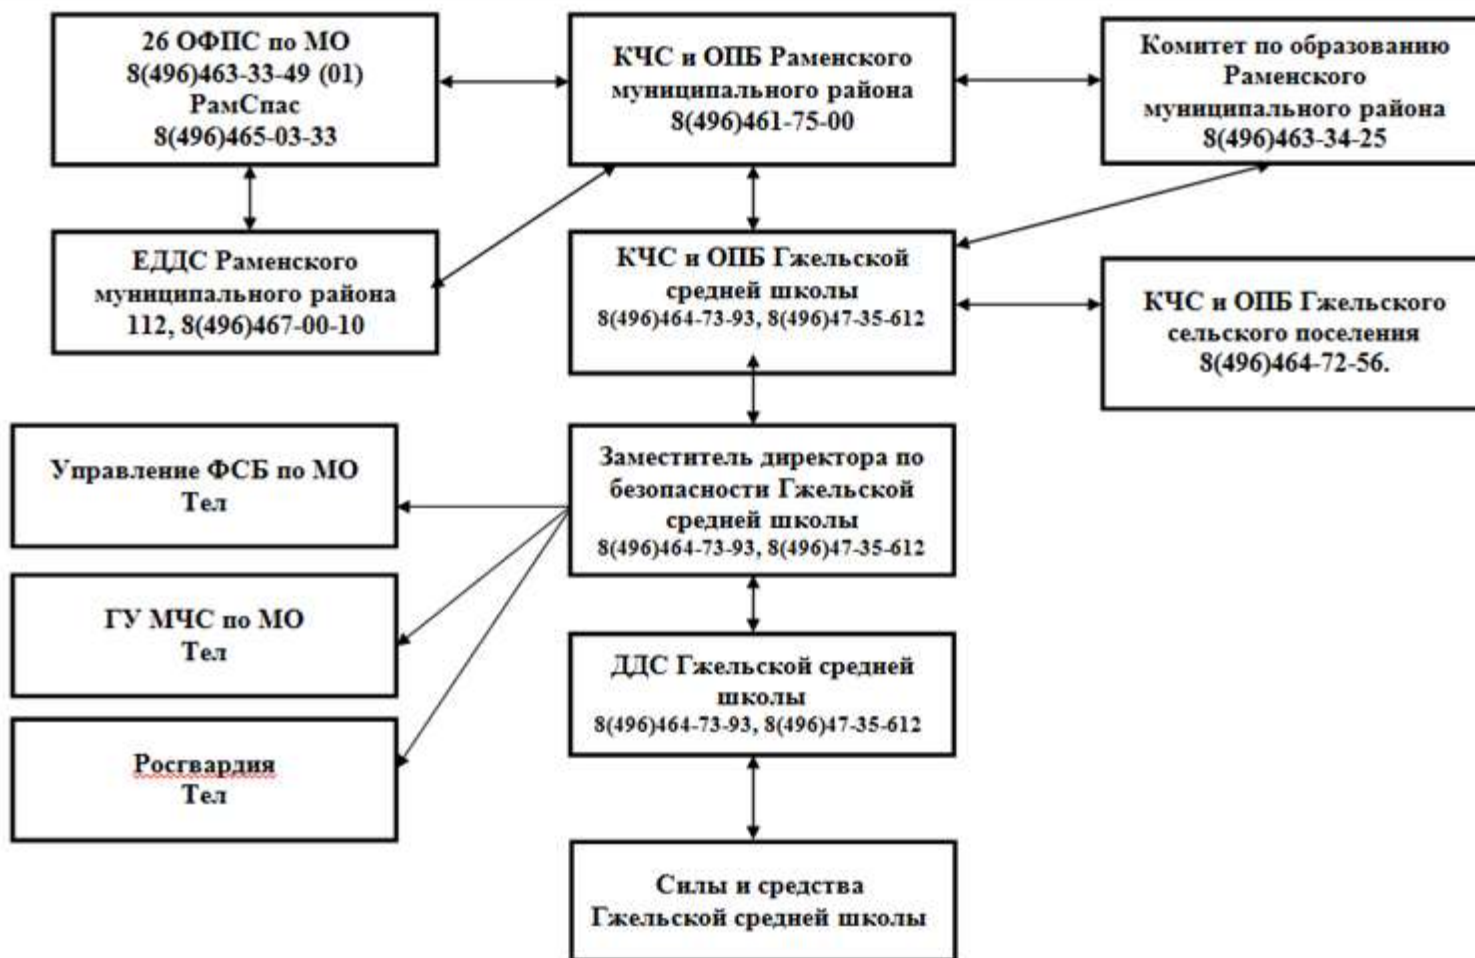 26 ОФПС по МО
8(496)463-33-49 (01)
РамСпас
8(496)465-03-33
КЧС и ОПБ Раменского
муниципального района
8(496)461-75-00
Комитет по образованию
Раменского
муниципального района
8(496)463-34-25
ЕДДС Раменского
муниципального района
112, 8(496)467-00-10
КЧС и ОПБ Гжельской
средней школы
8(496)464-73-93, 8(496)47-35-612
КЧС и ОПБ Гжельского
сельского поселения
8(496)464-72-56.
Управление ФСБ по МО
Тел
Заместитель директора по
безопасности Гжельской
средней школы
8(496)464-73-93, 8(496)47-35-612
ГУ МЧС по МО
Тел
ДДС Гжельской средней
школы
8(496)464-73-93, 8(496)47-35-612
Росгвардия
Тел
Силы и средства
Гжельской средней школы